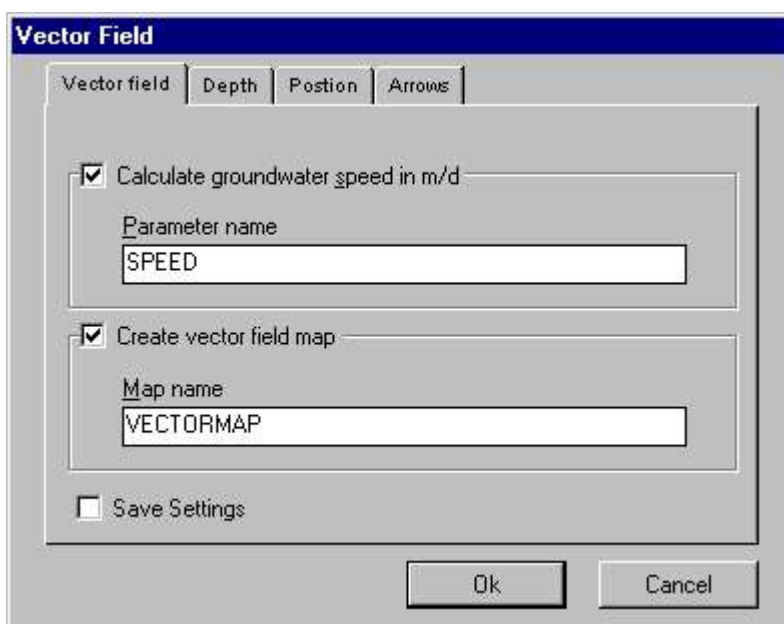 Vector Field
Vector field Depth Postion Arrows
Calculate groundwater speed in m/d
Parameter name
SPEED
Create vector field map
Map name
VECTORMAP
Save Settings
Ok Cancel